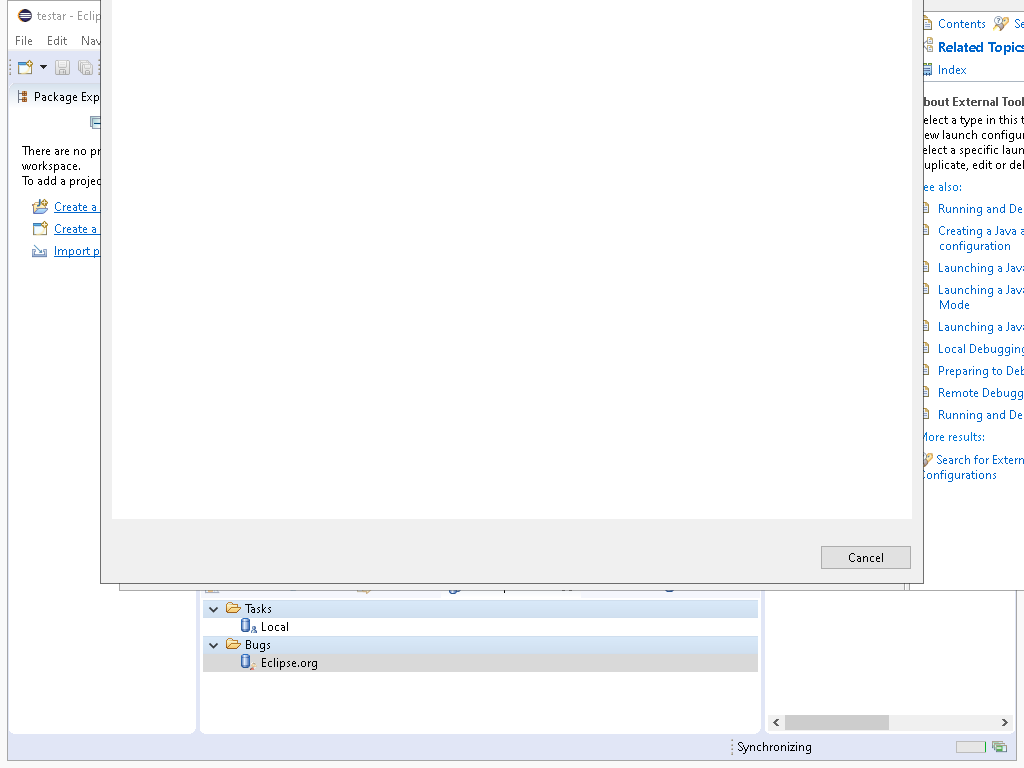 testar - Eclip
File Edit Nav
Package Exp
There are no pr
workspace.
To add a projec
Create a
Create a
Import p
Contents Se
Related Topics
Index
bout External Tool
elect a type in this t
ew launch configur
elect a specific laun
uplicate, edit or del
ee also:
Running and De
Creating a Java a
configuration
Launching a Java
Launching a Java
Mode
Launching a Java
Local Debugging
Preparing to Deb
Remote Debugg
Running and De
More results:
Search for Extern
Configurations
Cancel
Tasks
Local
Bugs
Eclipse.org
Synchronizing